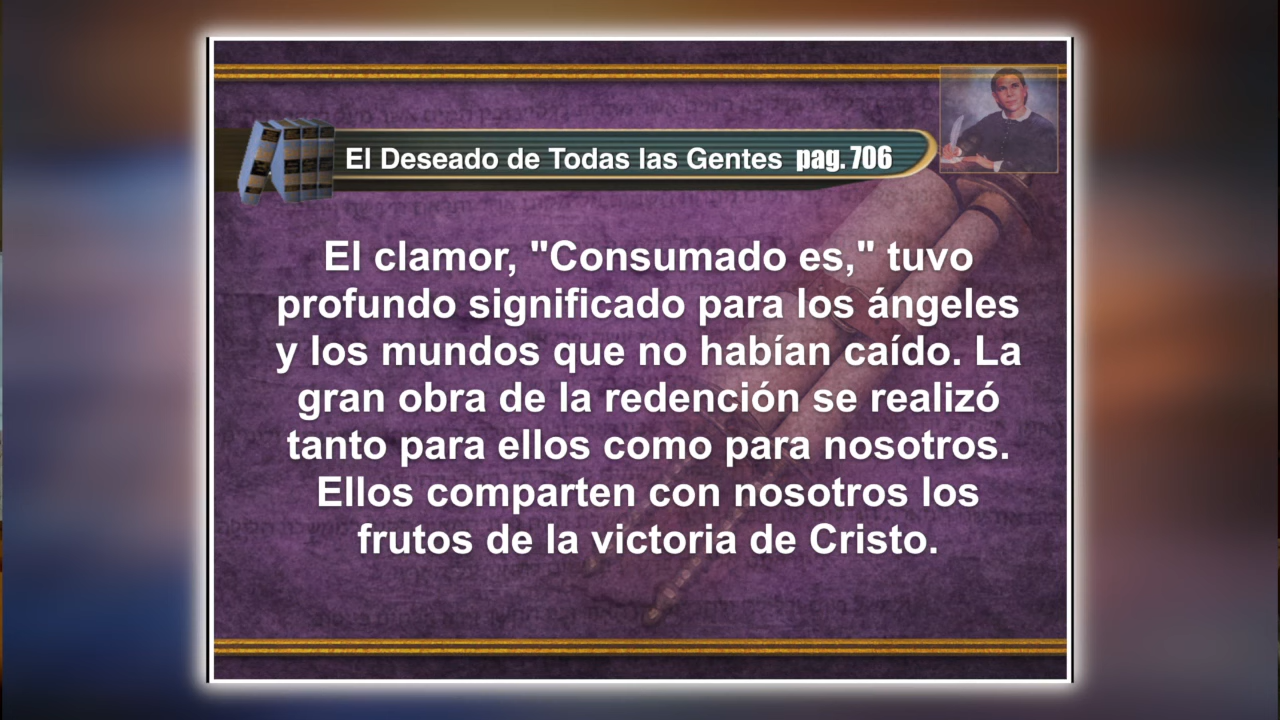 El Deseado de Todas las Gentes pag. 706
El clamor, "Consumado es," tuvo
profundo significado para los ángeles
y los mundos que no habían caído. La
gran obra de la redención se realizó
tanto para ellos como para nosotros.
Ellos comparten con nosotros los
frutos de la victoria de Cristo.